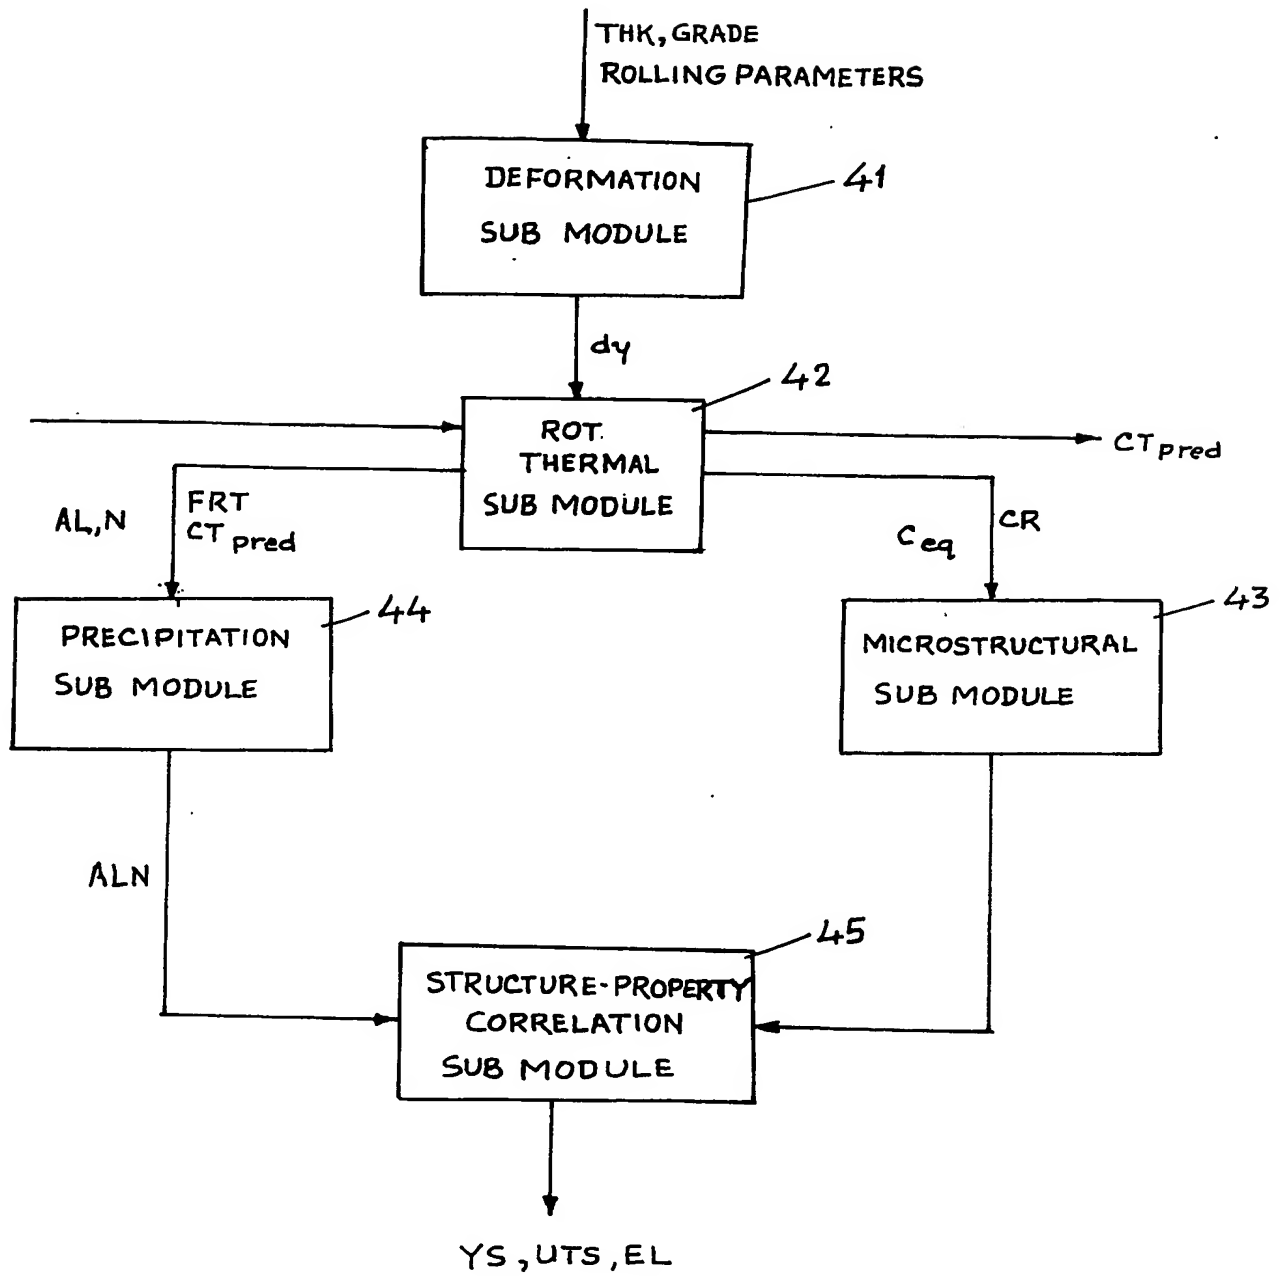 THK, GRADE
ROLLING PARAMETERS
DEFORMATION
SUB MODULE
41
dy
42
ROT.
THERMAL
SUB MODULE
CTpred
AL,N
FRT
CTpred
Ceq
CR
44
PRECIPITATION
SUB MODULE
43
MICROSTRUCTURAL
SUB MODULE
ALN
45
STRUCTURE-PROPERTY
CORRELATION
SUB MODULE
YS, UTS, EL